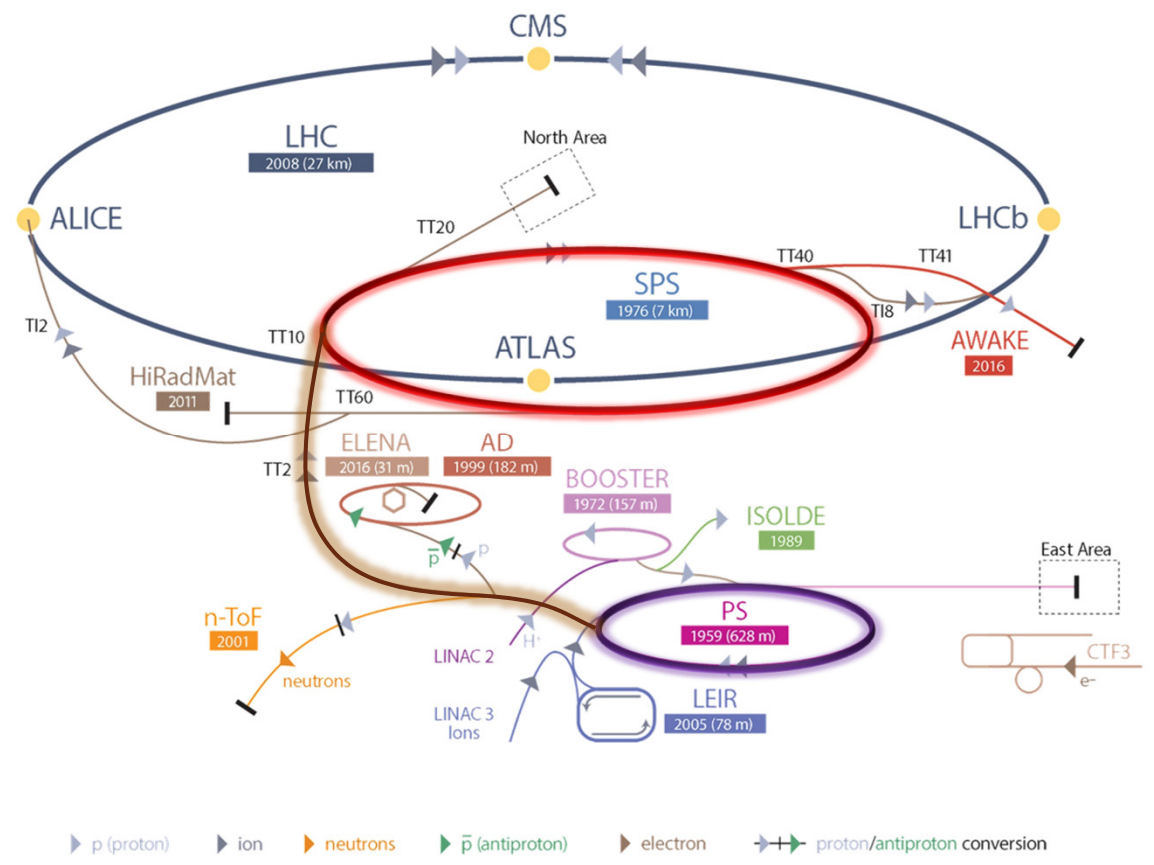 CMS
LHC
2008 (27 km)
North Area
ALICE
LHCb
TT20
TT40
TT41
SPS
1976 (7 km)
TI8
TI2
TT10
ATLAS
AWAKE
2016
HiRadMat
2011
TT60
ELENA
2016 (31 m)
AD
1999 (182 m)
TT2
BOOSTER
1972 (157 m)
ISOLDE
1989
p̅
p
East Area
n-ToF
2001
PS
1959 (628 m)
H⁺
LINAC 2
neutrons
CTF3
e–
LEIR
2005 (78 m)
LINAC 3
Ions
p (proton)
ion
neutrons
p̅ (antiproton)
electron
proton/antiproton conversion